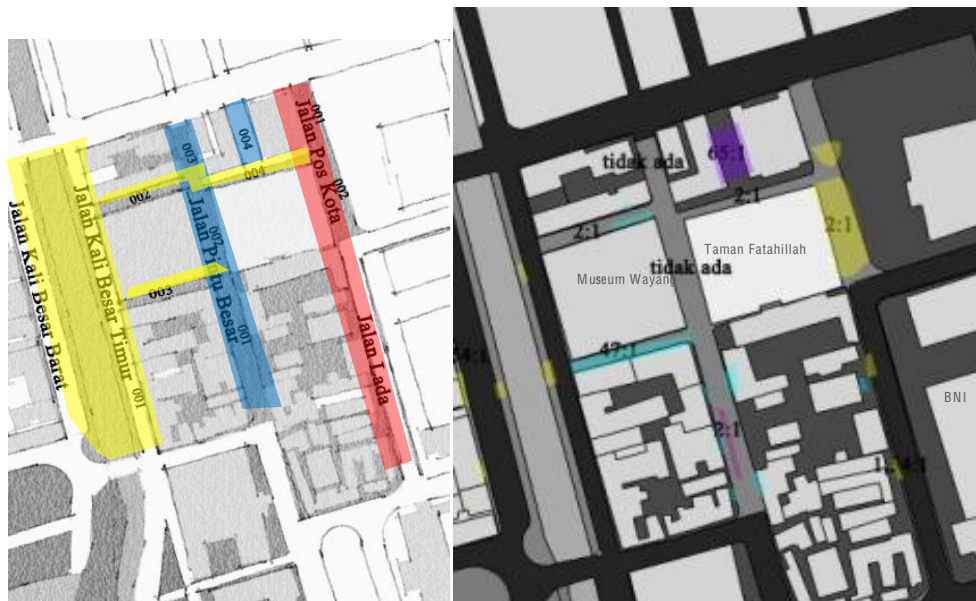 Jalan Pos Kota
001
004
003
002
004
002
002
Jalan Kali Besar Barat
Jalan Kali Besar Timur
Jalan Pintu Besar
003
001
Jalan Lada
001
65:1
tidak ada
2:1
2:1
2:1
Taman Fatahillah
tidak ada
Museum Wayang
47:1
BNI
2:1